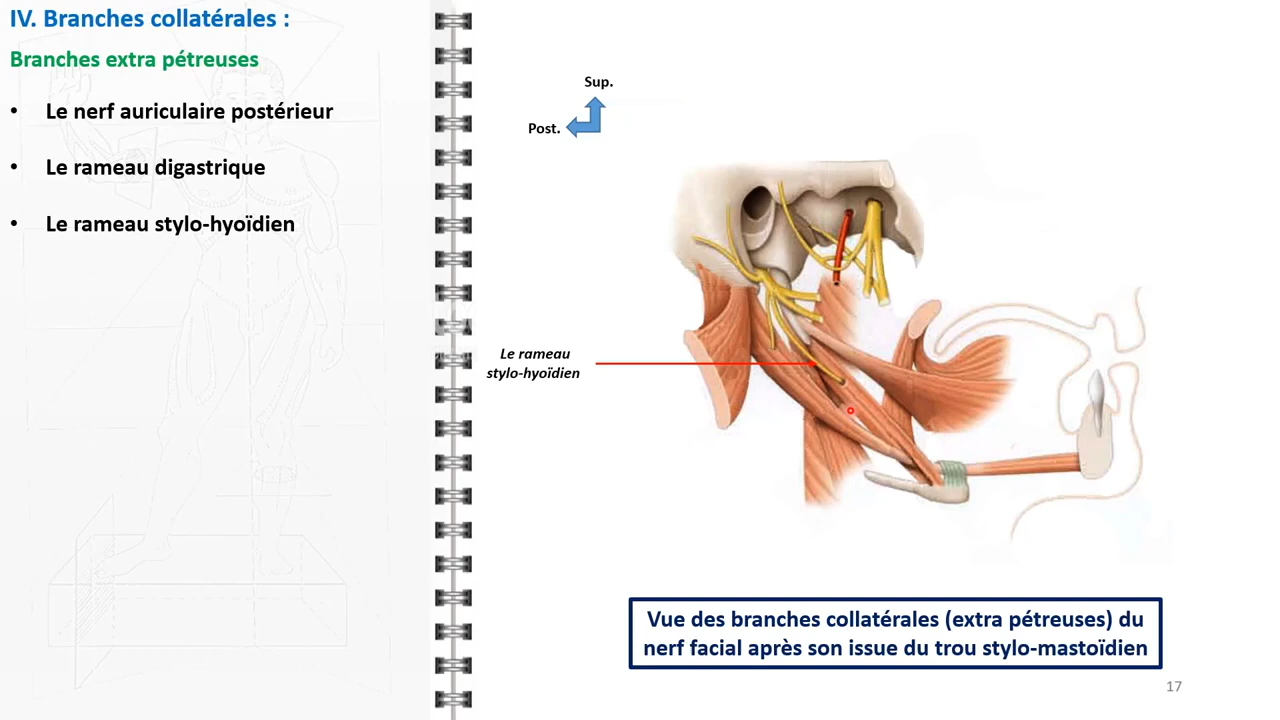 IV. Branches collatérales :
Branches extra pétreuses
• Le nerf auriculaire postérieur
• Le rameau digastrique
• Le rameau stylo-hyoïdien
Sup.
Post.
Le rameau
stylo-hyoïdien
Vue des branches collatérales (extra pétreuses) du
nerf facial après son issue du trou stylo-mastoïdien
17